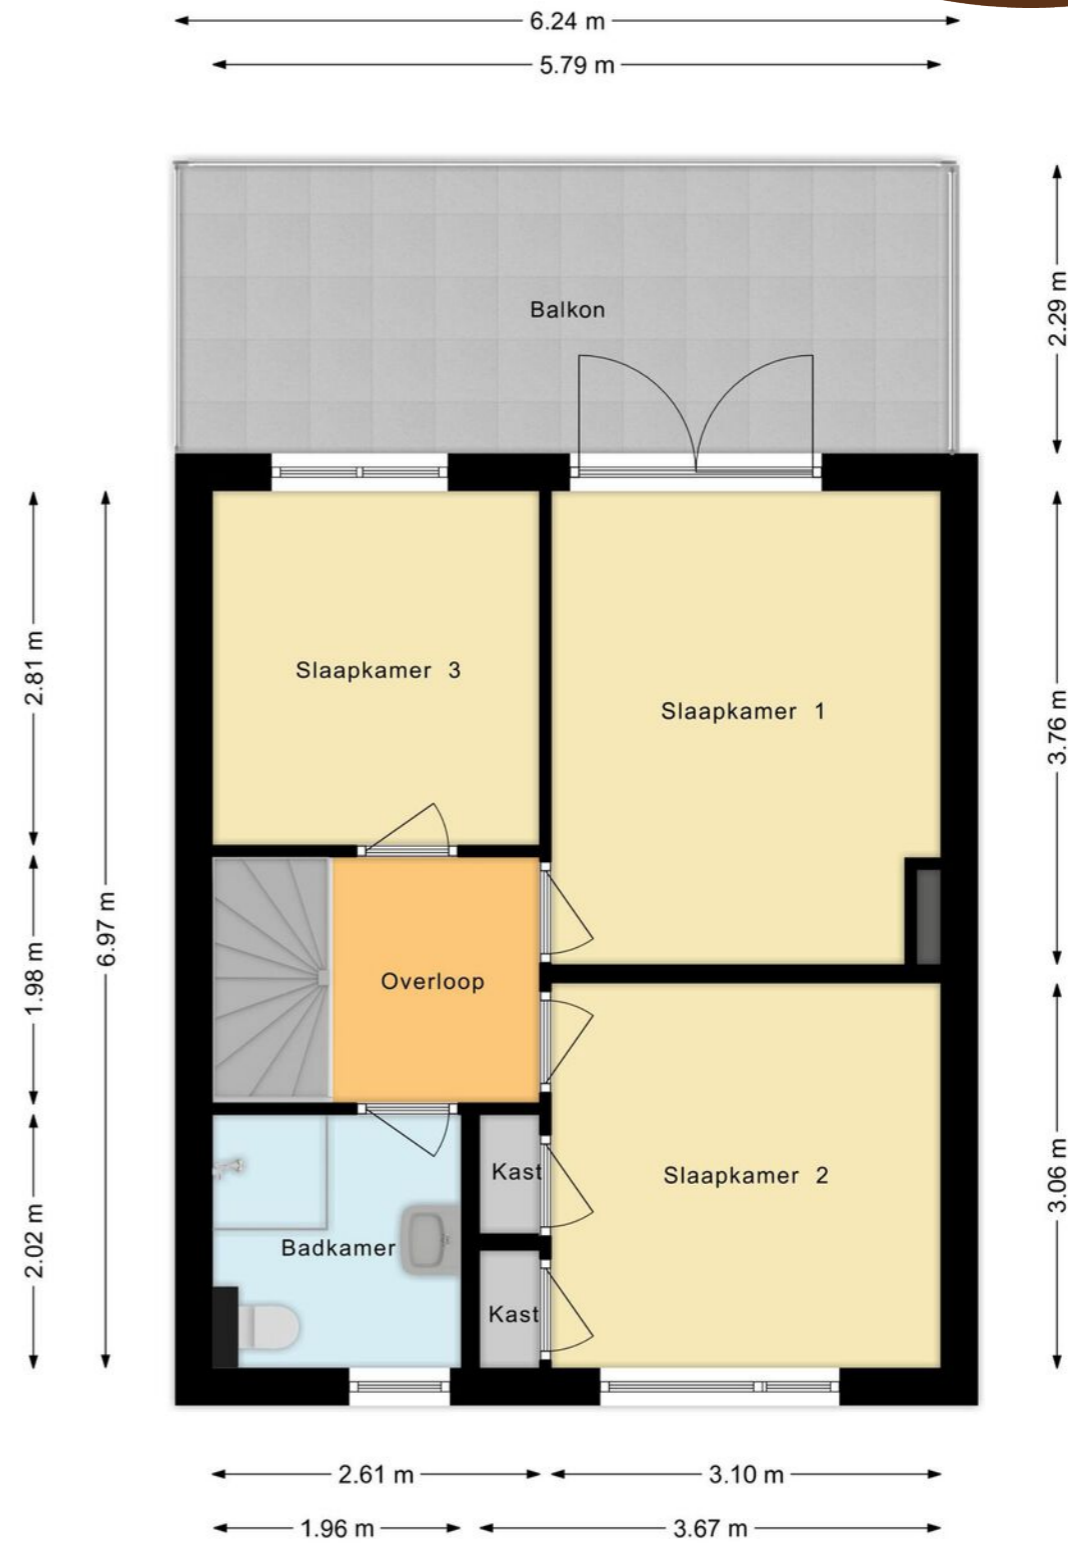 6.24 m
5.79 m
Balkon
2.29 m
2.81 m
Slaapkamer 3
Slaapkamer 1
3.76 m
6.97 m
1.98 m
Overloop
Kast
Slaapkamer 2
3.06 m
2.02 m
Badkamer
Kast
2.61 m
3.10 m
1.96 m
3.67 m